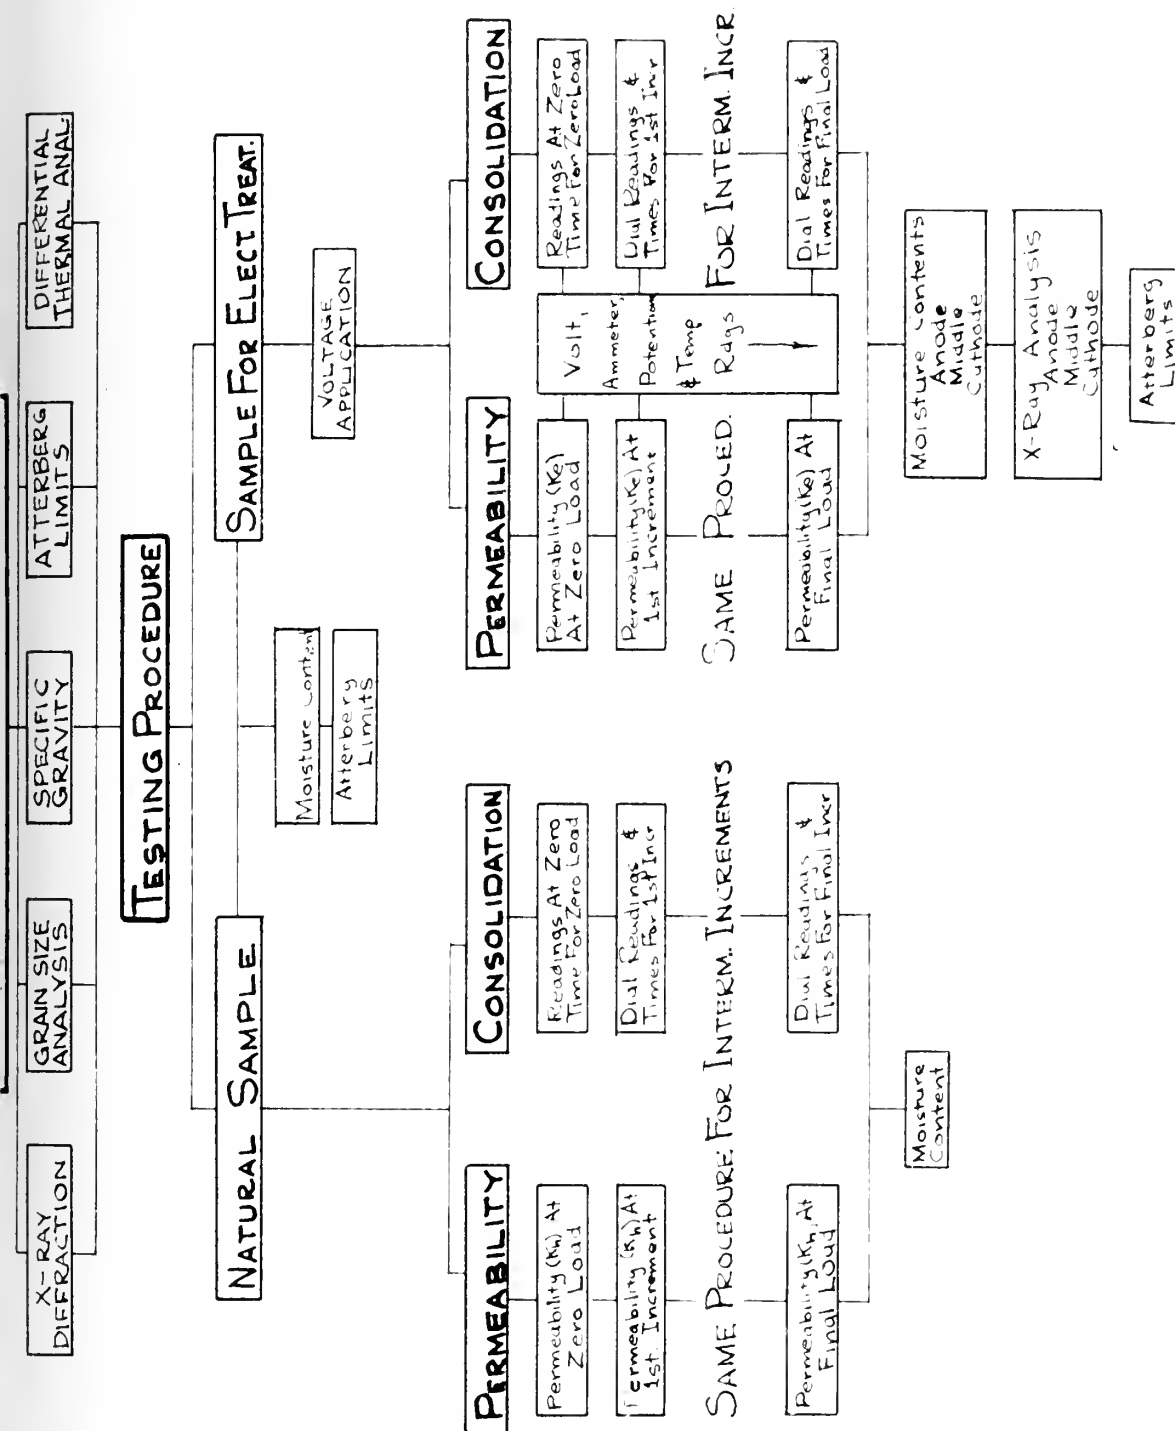 X-RAY
DIFFRACTION
GRAIN SIZE
ANALYSIS
SPECIFIC
GRAVITY
ATTERBERG
LIMITS
DIFFERENTIAL
THERMAL ANAL.
TESTING PROCEDURE
NATURAL SAMPLE
SAMPLE FOR ELECT TREAT.
Moisture content
Atterberg
Limits
VOLTAGE
APPLICATION
PERMEABILITY
Permeability (Kh) At
Zero Load
Permeability (Kh) At
1st. Increment
CONSOLIDATION
Readings At Zero
Time For Zero Load
Dial Readings &
Times For 1st Incr
SAME PROCEDURE FOR INTERM. INCREMENTS
Permeability (Kh) At
Final Load
Dial Readings &
Times For Final Incr
Moisture
Content
PERMEABILITY
Permeability (Ke)
At Zero Load
Permeability (Ke) At
1st Increment
CONSOLIDATION
Readings At Zero
Time For Zero Load
Dial Readings &
Times For 1st Incr
Volt,
Ammeter,
Potention
& Temp
Rdgs
SAME PROCED. FOR INTERM. INCR.
Permeability (Ke) At
Final Load
Dial Readings &
Times For Final Load
Moisture Contents
Anode
Middle
Cathode
X-Ray Analysis
Anode
Middle
Cathode
Atterberg
Limits